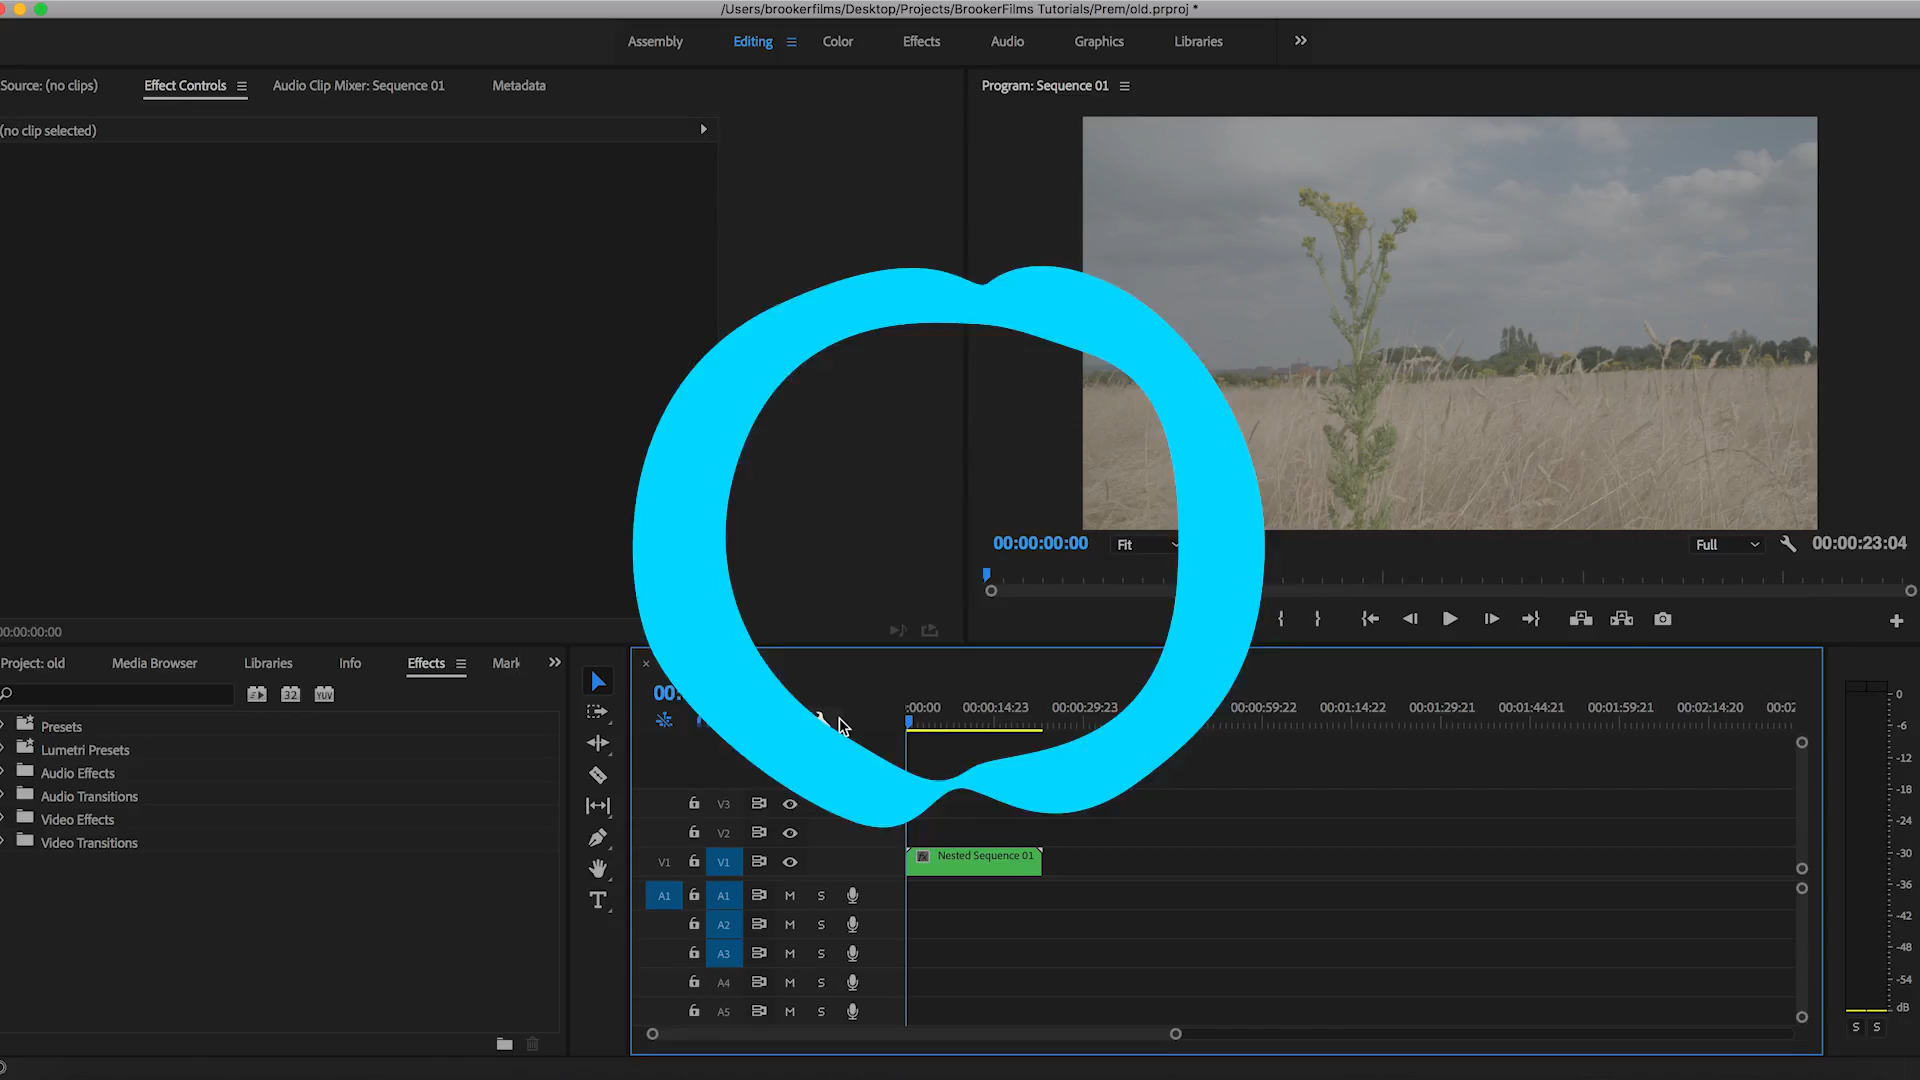 /Users/brookerfilms/Desktop/Projects/BrookerFilms Tutorials/Prem/old.prproj *
Assembly Editing Color Effects Audio Graphics Libraries
Source: (no clips) Effect Controls Audio Clip Mixer: Sequence 01 Metadata
Program: Sequence 01
(no clip selected)
00:00:00:00 Fit Full 00:00:23:04
00:00:00:00
Project: old Media Browser Libraries Info Effects Mark
32 YUV
00:
Presets
Lumetri Presets
Audio Effects
Audio Transitions
Video Effects
Video Transitions
:00:00 00:00:14:23 00:00:29:23 00:00:59:22 00:01:14:22 00:01:29:21 00:01:44:21 00:01:59:21 00:02:14:20 00:02
V3
V2
V1 V1 fx Nested Sequence 01
A1 A1 M S
A2 M S
A3 M S
A4 M S
A5 M S
0
-6
-12
-18
-24
-30
-36
-42
-48
-54
dB
S S